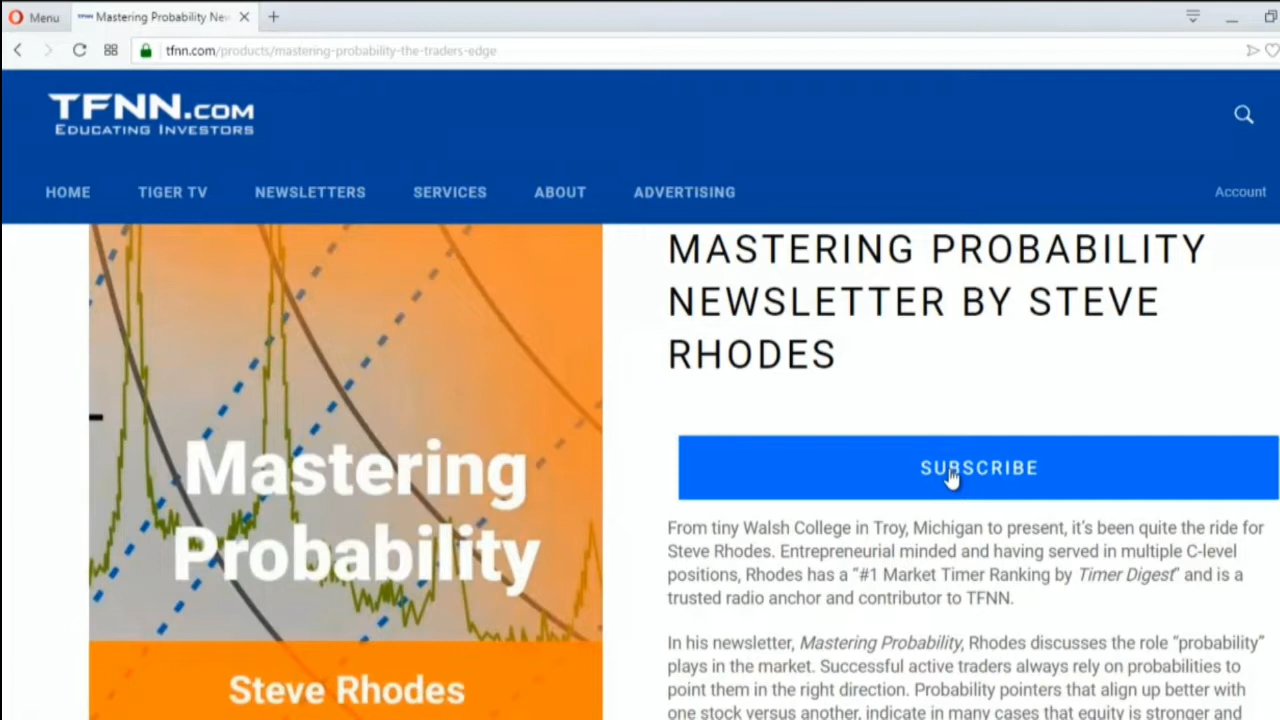 Menu
Mastering Probability New
tfnn.com/products/mastering-probability-the-traders-edge
TFNN.COM
EDUCATING INVESTORS
HOME TIGER TV NEWSLETTERS SERVICES ABOUT ADVERTISING Account
MASTERING PROBABILITY
NEWSLETTER BY STEVE
RHODES
SUBSCRIBE
Mastering
Probability
Steve Rhodes
From tiny Walsh College in Troy, Michigan to present, it’s been quite the ride for
Steve Rhodes. Entrepreneurial minded and having served in multiple C-level
positions, Rhodes has a “#1 Market Timer Ranking by Timer Digest” and is a
trusted radio anchor and contributor to TFNN.
In his newsletter, Mastering Probability, Rhodes discusses the role “probability”
plays in the market. Successful active traders always rely on probabilities to
point them in the right direction. Probability pointers that align up better with
one stock versus another, indicate in many cases that equity is stronger and